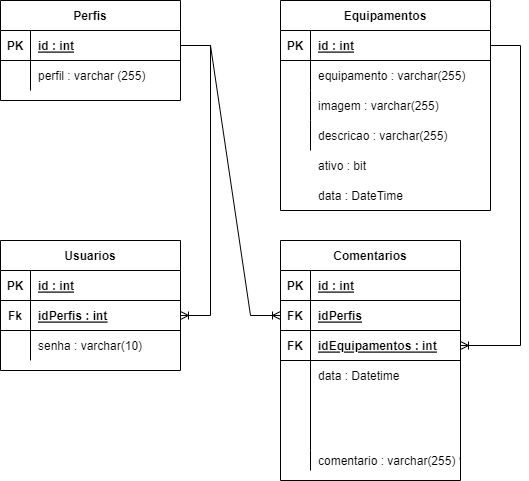 Perfis
PK id : int
perfil : varchar (255)
Equipamentos
PK id : int
equipamento : varchar(255)
imagem : varchar(255)
descricao : varchar(255)
ativo : bit
data : DateTime
Usuarios
PK id : int
Fk idPerfis : int
senha : varchar(10)
Comentarios
PK id : int
FK idPerfis
FK idEquipamentos : int
data : Datetime
comentario : varchar(255)